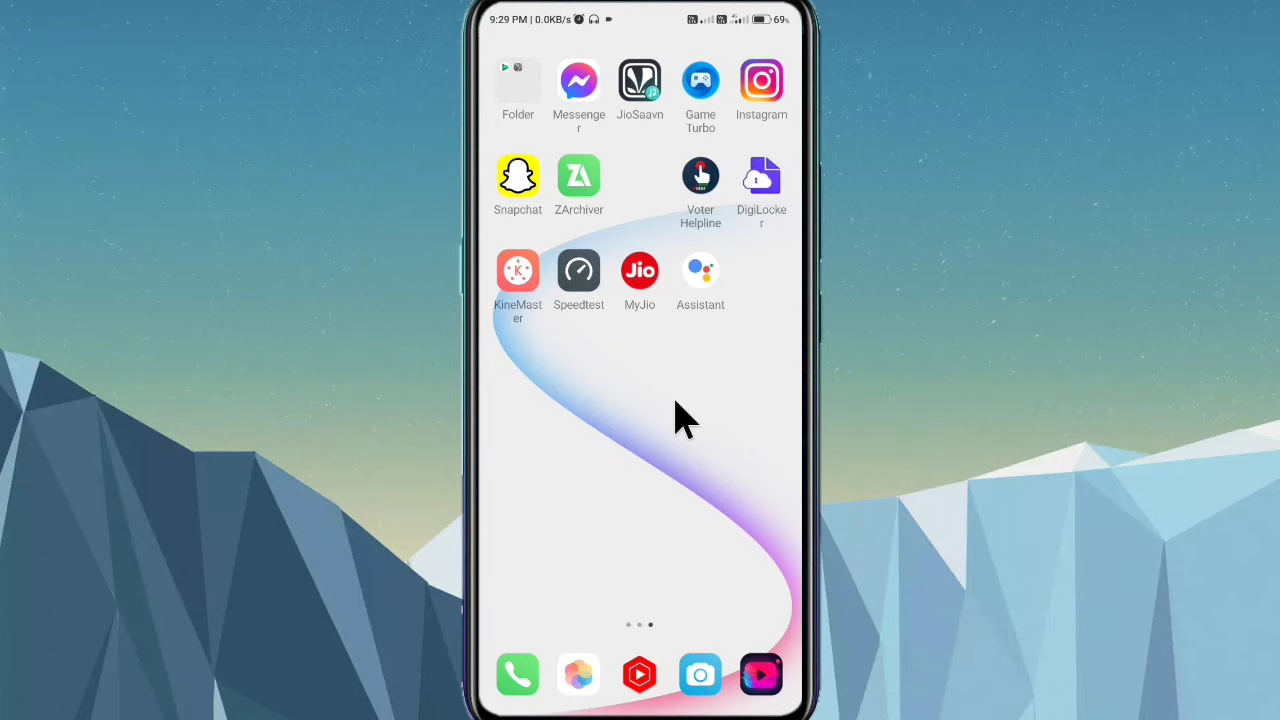 9:29 PM | 0.0KB/s 69%
Folder
Messenge
r
JioSaavn
Game
Turbo
Instagram
Snapchat
ZArchiver
Voter
Voter
Helpline
DigiLocke
r
K
KineMast
er
Speedtest
Jio
MyJio
Assistant